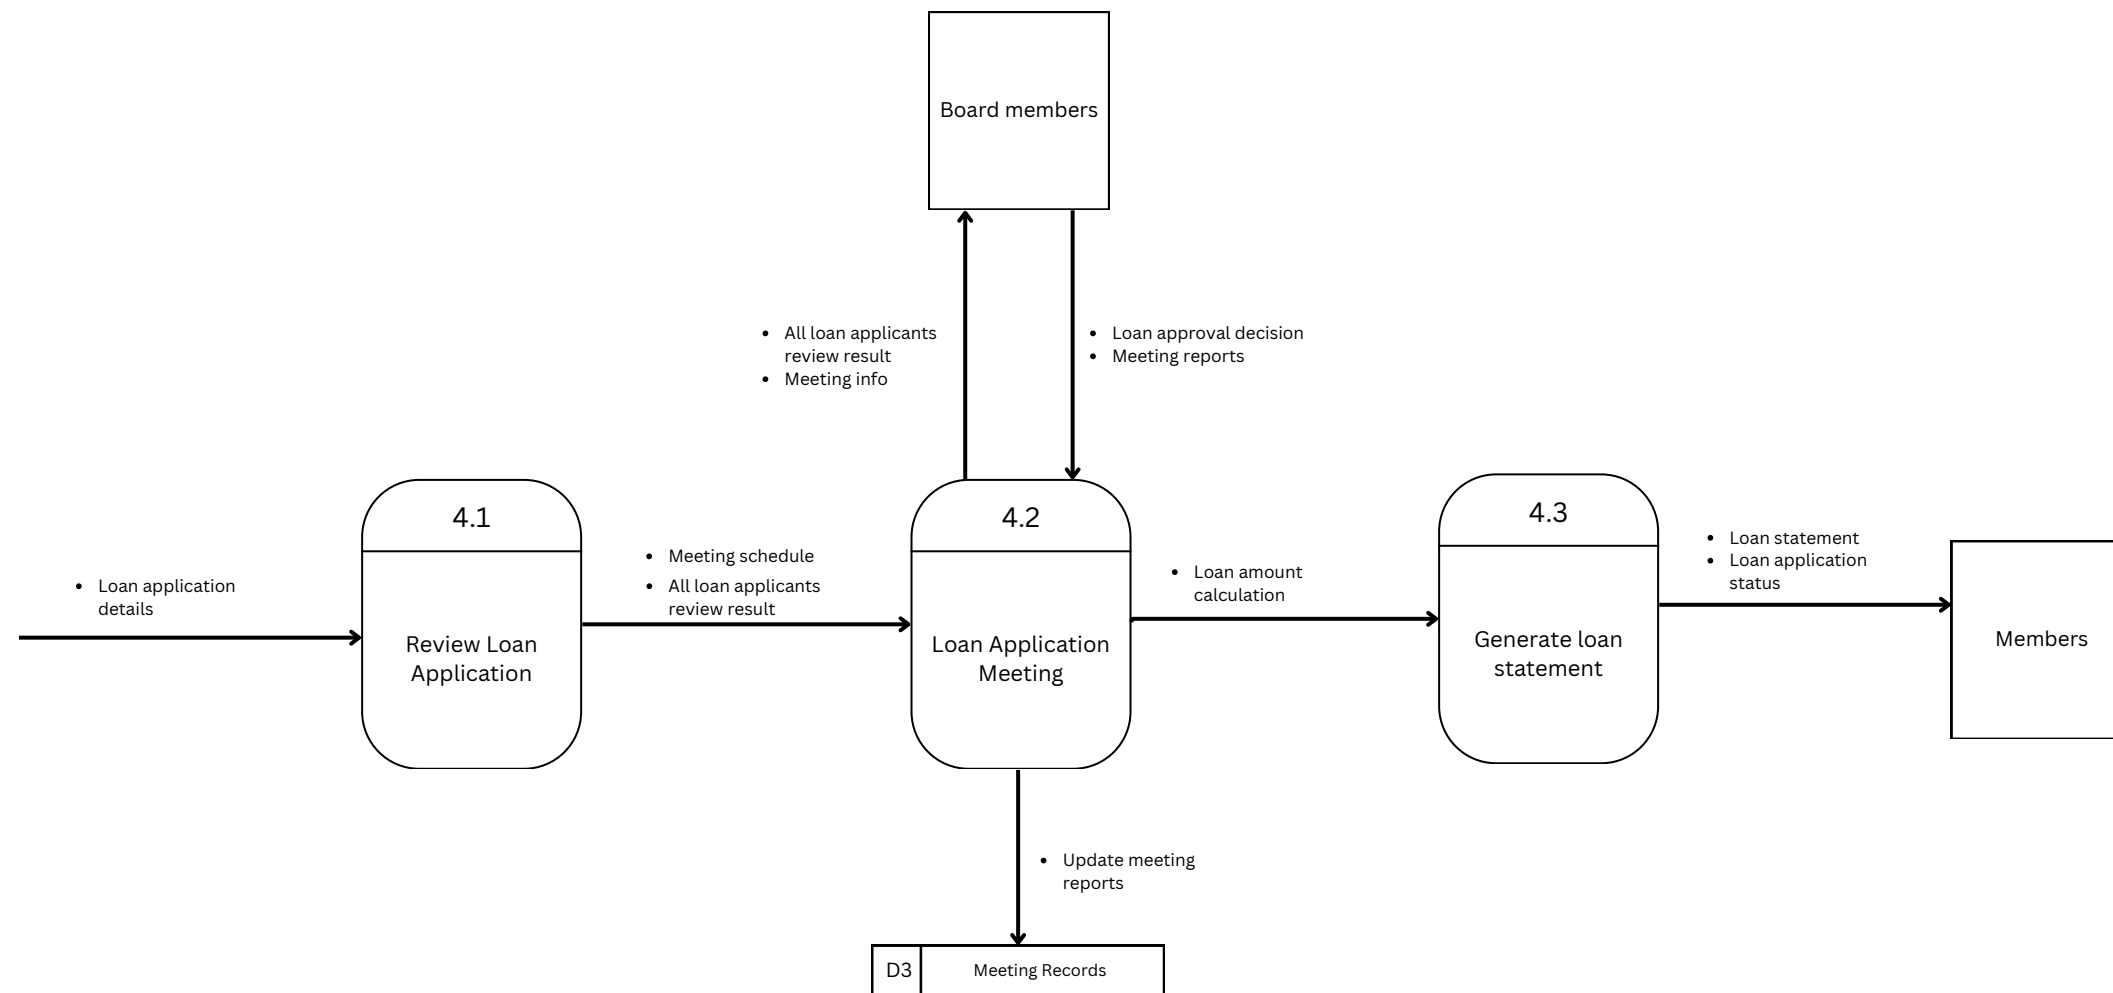 Board members
• All loan applicants
review result
• Meeting info
• Loan approval decision
• Meeting reports
4.1
Review Loan
Application
4.2
Loan Application
Meeting
4.3
Generate loan
statement
• Loan application
details
• Meeting schedule
• All loan applicants
review result
• Loan amount
calculation
• Loan statement
• Loan application
status
Members
• Update meeting
reports
D3
Meeting Records